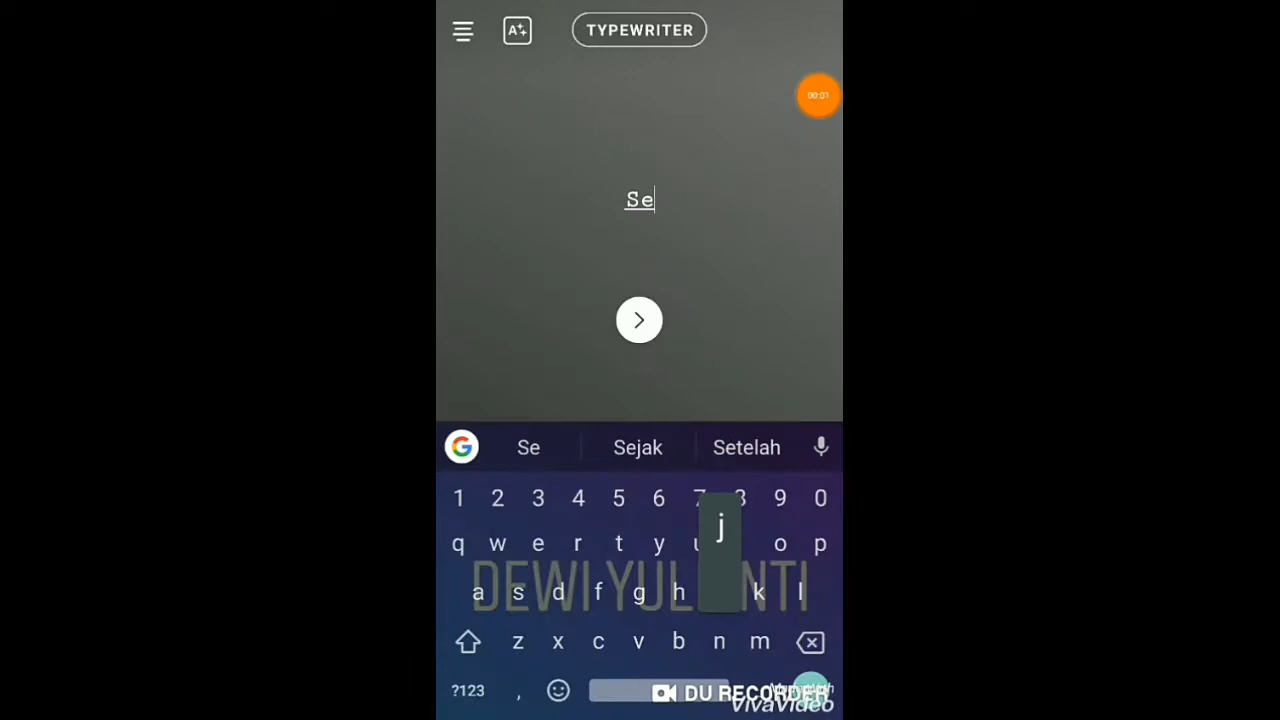 TYPEWRITER
00:01
Se
Se Sejak Setelah
1 2 3 4 5 6 7 8 9 0
q w e r t y u o p
DEWI YULIANTI
a s d f g h j k l
z x c v b n m
?123 ,
DU RECORDER
VivaVideo